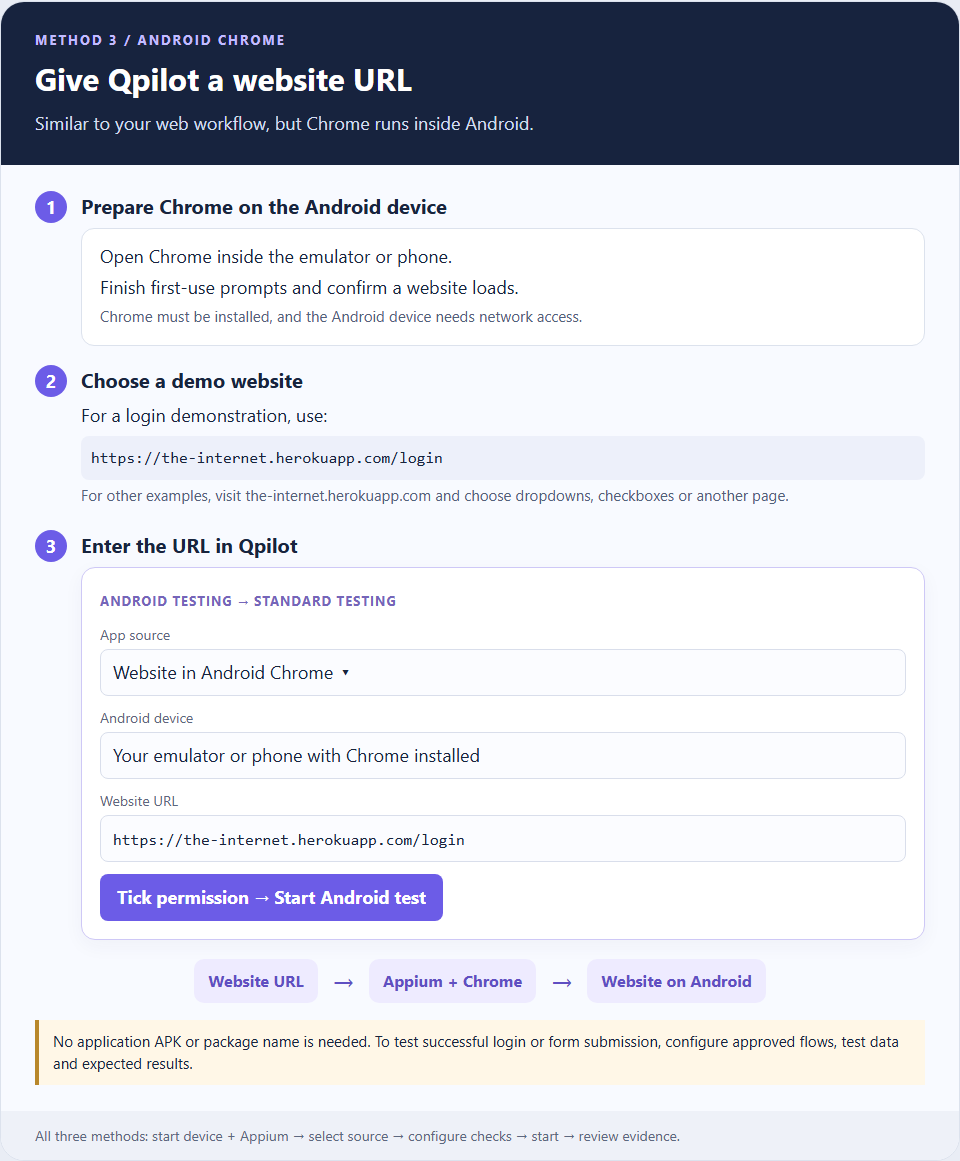 METHOD 3 / ANDROID CHROME
Give Qpilot a website URL
Similar to your web workflow, but Chrome runs inside Android.
1 Prepare Chrome on the Android device
Open Chrome inside the emulator or phone.
Finish first-use prompts and confirm a website loads.
Chrome must be installed, and the Android device needs network access.
2 Choose a demo website
For a login demonstration, use:
https://the-internet.herokuapp.com/login
For other examples, visit the-internet.herokuapp.com and choose dropdowns, checkboxes or another page.
3 Enter the URL in Qpilot
ANDROID TESTING → STANDARD TESTING
App source
Website in Android Chrome ▾
Android device
Your emulator or phone with Chrome installed
Website URL
https://the-internet.herokuapp.com/login
Tick permission → Start Android test
Website URL → Appium + Chrome → Website on Android
No application APK or package name is needed. To test successful login or form submission, configure approved flows, test data
and expected results.
All three methods: start device + Appium → select source → configure checks → start → review evidence.